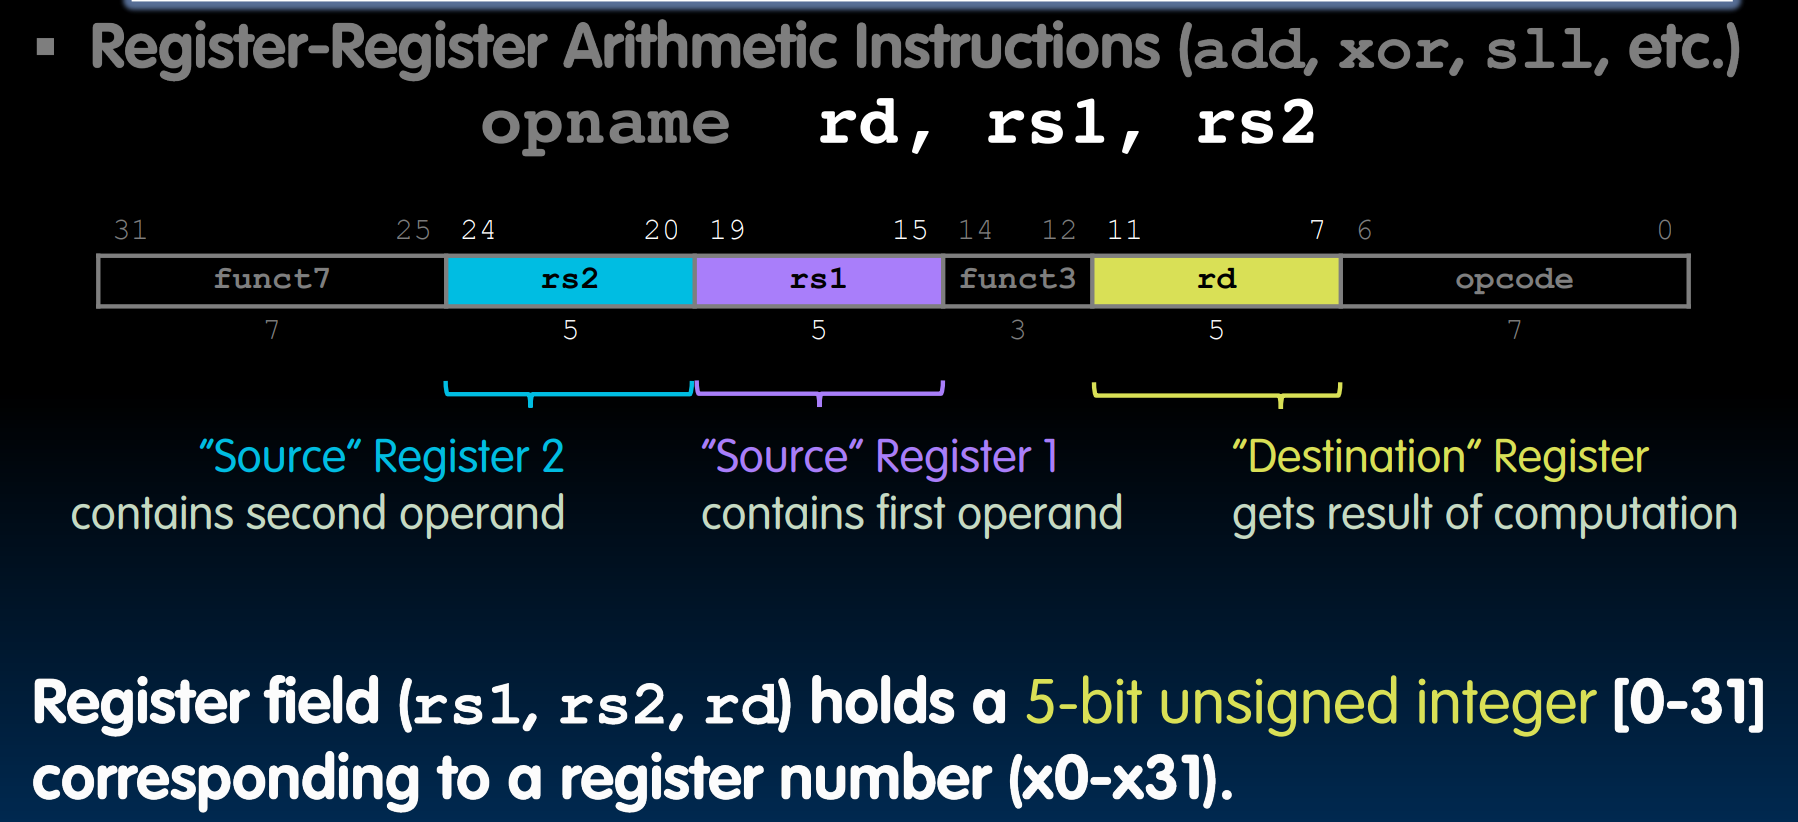 ▪ Register-Register Arithmetic Instructions (add, xor, sll, etc.)
opname rd, rs1, rs2
31 25 24 20 19 15 14 12 11 7 6 0
funct7 rs2 rs1 funct3 rd opcode
7 5 5 3 5 7
"Source" Register 2 "Source" Register 1 "Destination" Register
contains second operand contains first operand gets result of computation
Register field (rs1, rs2, rd) holds a 5-bit unsigned integer [0-31]
corresponding to a register number (x0-x31).